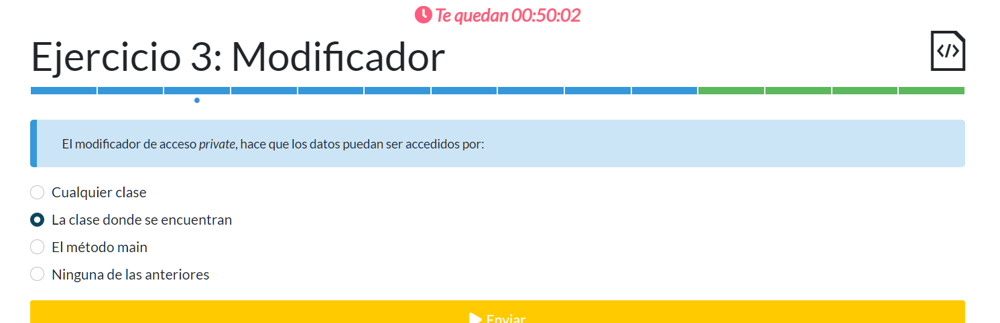 Te quedan 00:50:02
Ejercicio 3: Modificador
</>
El modificador de acceso private, hace que los datos puedan ser accedidos por:
Cualquier clase
La clase donde se encuentran
El método main
Ninguna de las anteriores
Enviar